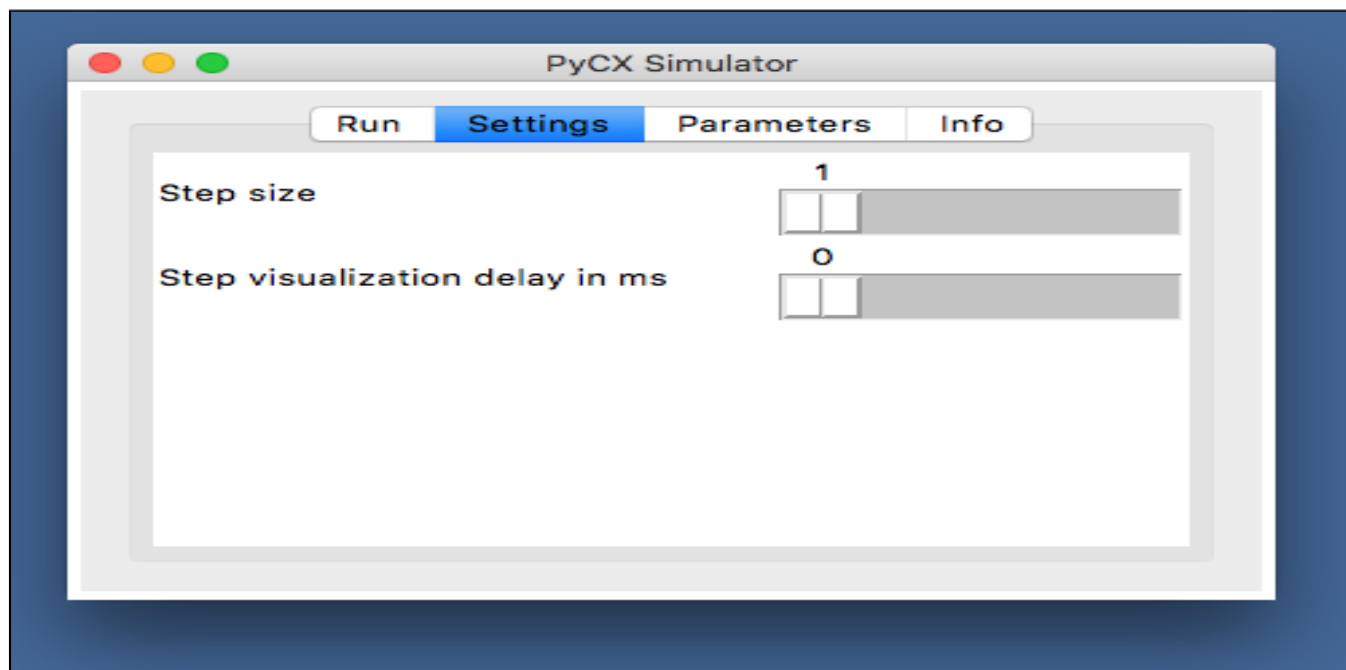 PyCX Simulator
Run Settings Parameters Info
1
Step size
0
Step visualization delay in ms